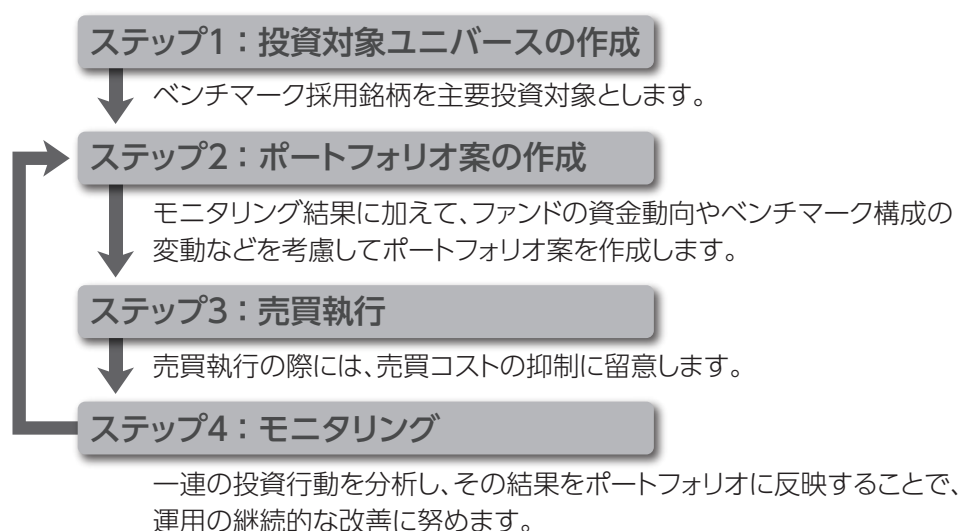 ステップ1：投資対象ユニバースの作成
ベンチマーク採用銘柄を主要投資対象とします。
ステップ2：ポートフォリオ案の作成
モニタリング結果に加えて、ファンドの資金動向やベンチマーク構成の
変動などを考慮してポートフォリオ案を作成します。
ステップ3：売買執行
売買執行の際には、売買コストの抑制に留意します。
ステップ4：モニタリング
一連の投資行動を分析し、その結果をポートフォリオに反映することで、
運用の継続的な改善に努めます。